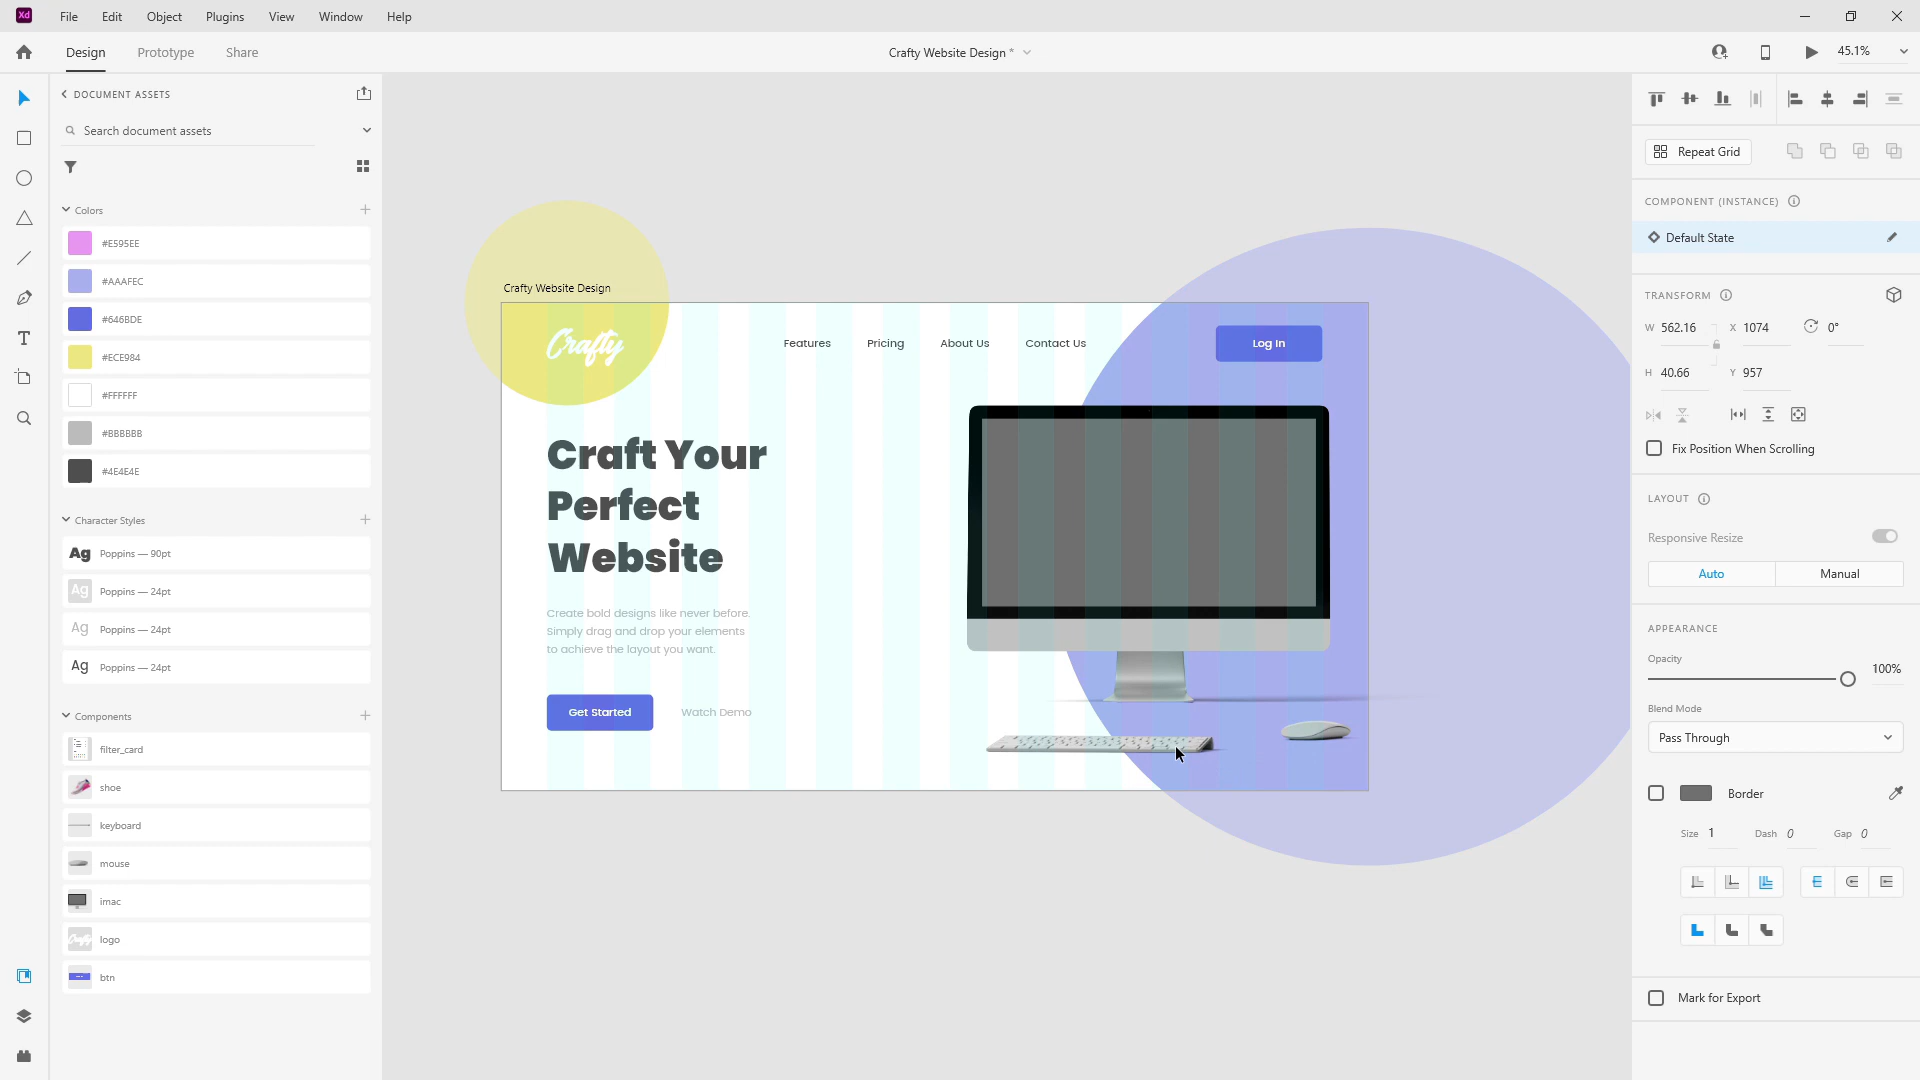 Xd
File
Edit
Object
Plugins
View
Window
Help
Design
Prototype
Share
Crafty Website Design *
45.1%
DOCUMENT ASSETS
Search document assets
Colors
#E595EE
#AAAFEC
#646BDE
#ECE984
#FFFFFF
#BBBBBB
#4E4E4E
Character Styles
Ag Poppins — 90pt
Ag Poppins — 24pt
Ag Poppins — 24pt
Ag Poppins — 24pt
Components
filter_card
shoe
keyboard
mouse
imac
logo
btn
Crafty Website Design
Crafty
Features
Pricing
About Us
Contact Us
Log In
Craft Your
Perfect
Website
Create bold designs like never before.
Simply drag and drop your elements
to achieve the layout you want.
Get Started
Watch Demo
Repeat Grid
COMPONENT (INSTANCE)
Default State
TRANSFORM
W 562.16
X 1074
0°
H 40.66
Y 957
Fix Position When Scrolling
LAYOUT
Responsive Resize
Auto
Manual
APPEARANCE
Opacity
100%
Blend Mode
Pass Through
Border
Size 1
Dash 0
Gap 0
Mark for Export